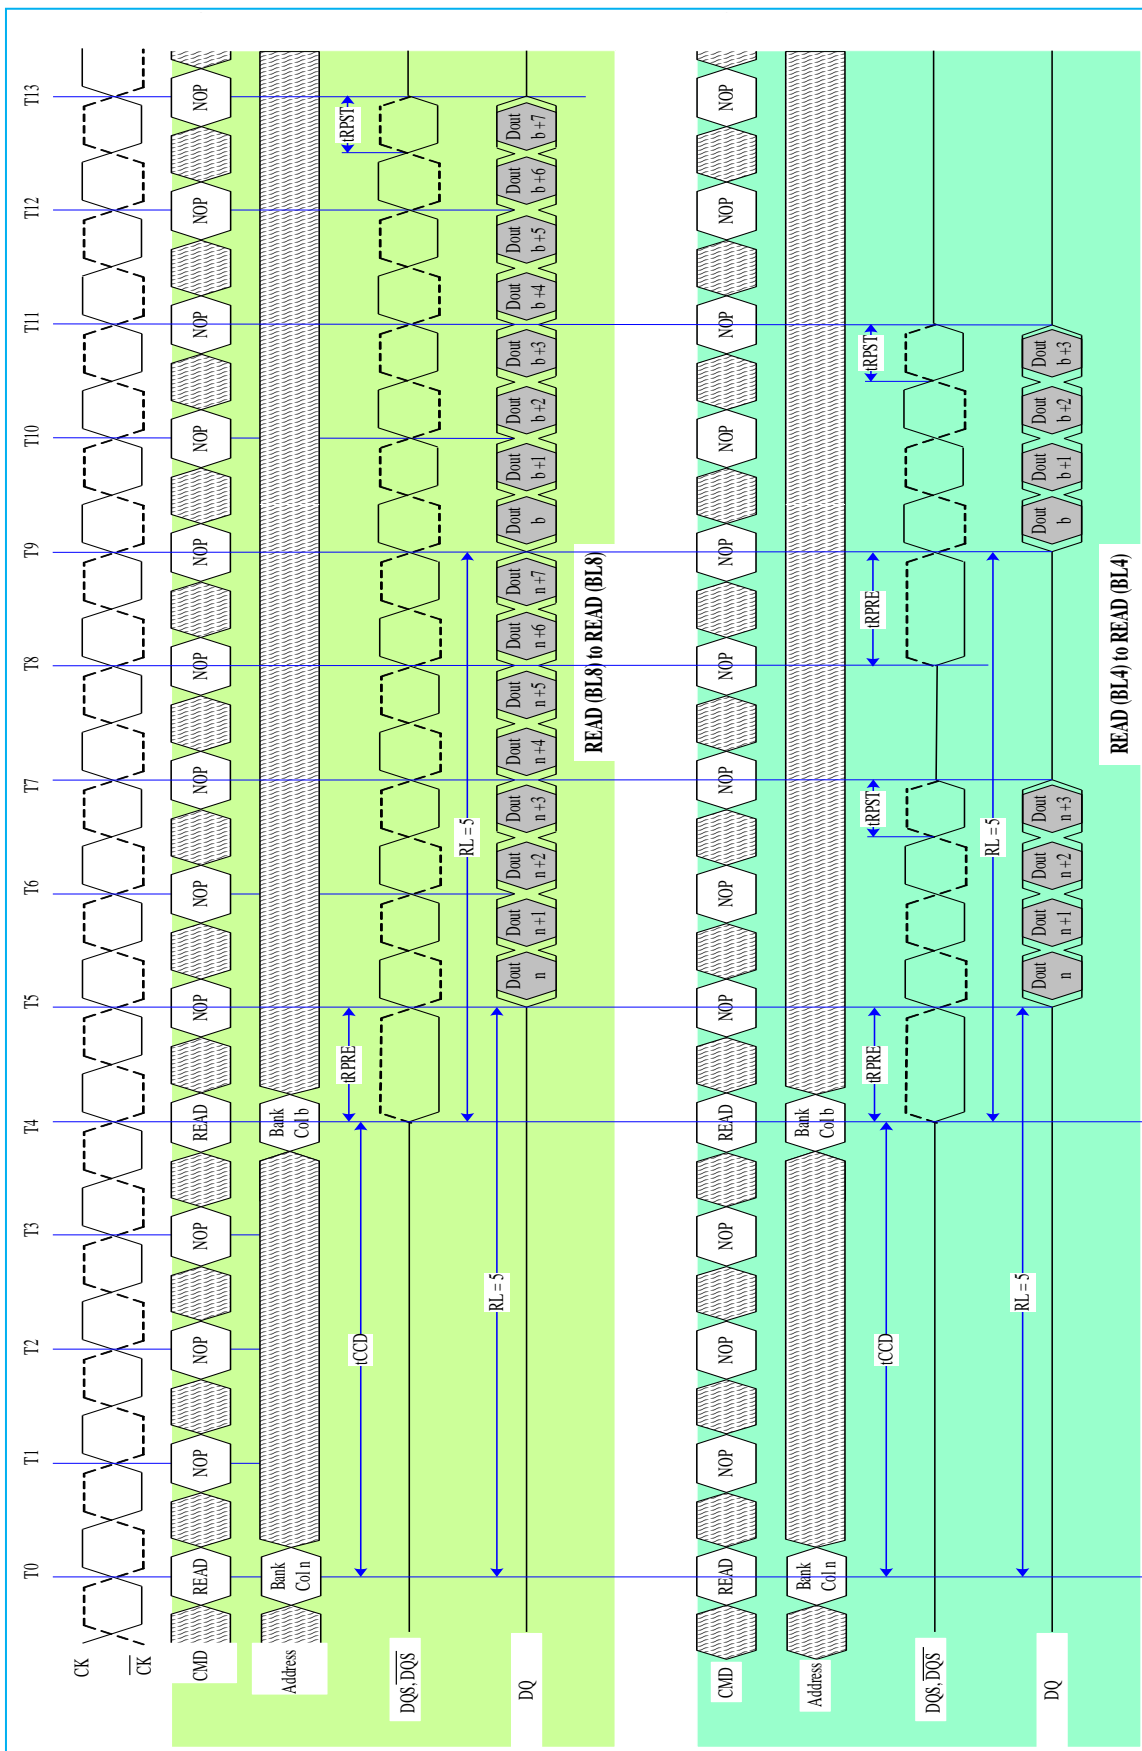 T0 T1 T2 T3 T4 T5 T6 T7 T8 T9 T10 T11 T12 T13
CK
CK
CMD READ NOP NOP NOP READ NOP NOP NOP NOP NOP NOP NOP NOP NOP
Address Bank Col n Bank Col b
tCCD tRPRE tRPST
DQS, DQS
RL = 5
RL = 5
DQ
Dout n Dout n+1 Dout n+2 Dout n+3 Dout n+4 Dout n+5 Dout n+6 Dout n+7 Dout b Dout b+1 Dout b+2 Dout b+3 Dout b+4 Dout b+5 Dout b+6 Dout b+7
READ (BL8) to READ (BL8)
CMD READ NOP NOP NOP READ NOP NOP NOP NOP NOP NOP NOP NOP NOP
Address Bank Col n Bank Col b
tCCD tRPRE tRPST tRPRE tRPST
DQS, DQS
RL = 5
RL = 5
DQ
Dout n Dout n+1 Dout n+2 Dout n+3 Dout b Dout b+1 Dout b+2 Dout b+3
READ (BL4) to READ (BL4)